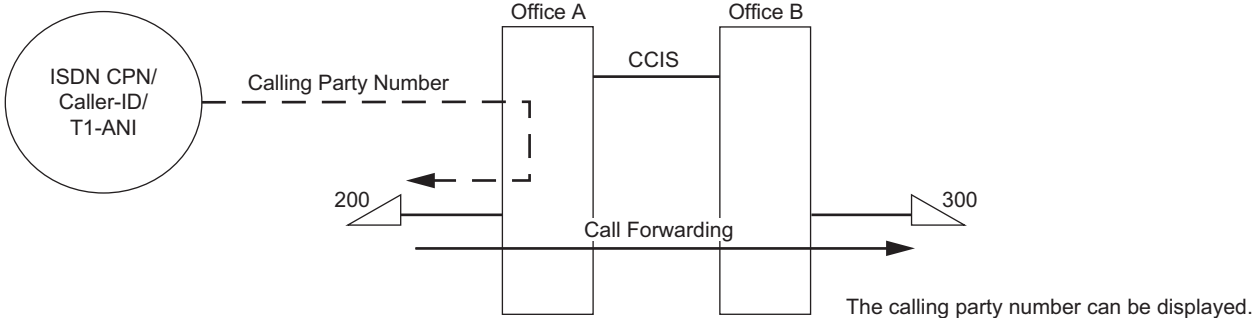 Office A
Office B
ISDN CPN/
Caller-ID/
T1-ANI
Calling Party Number
CCIS
200
300
Call Forwarding
The calling party number can be displayed.